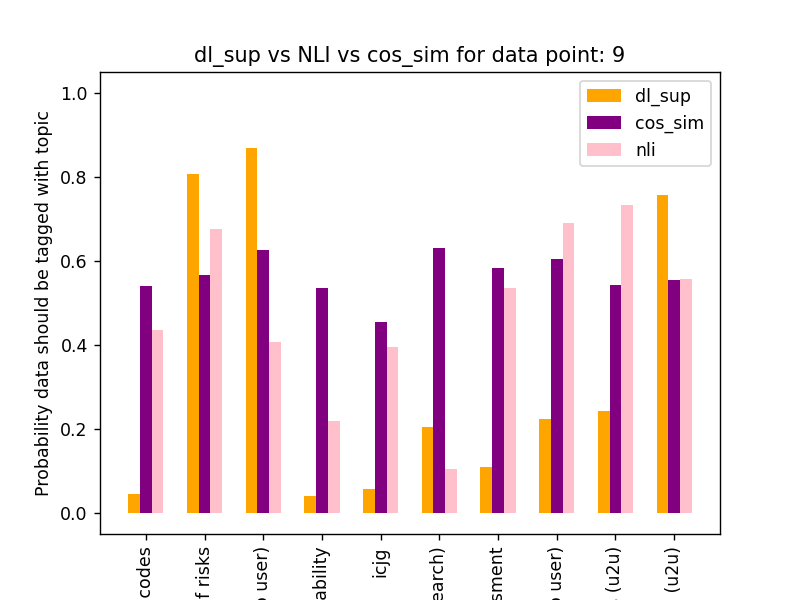 dl_sup vs NLI vs cos_sim for data point: 9
Probability data should be tagged with topic
1.0
0.8
0.6
0.4
0.2
0.0
dl_sup
cos_sim
nli
codes
f risks
user)
ability
icjg
earch)
sment
user)
(u2u)
(u2u)